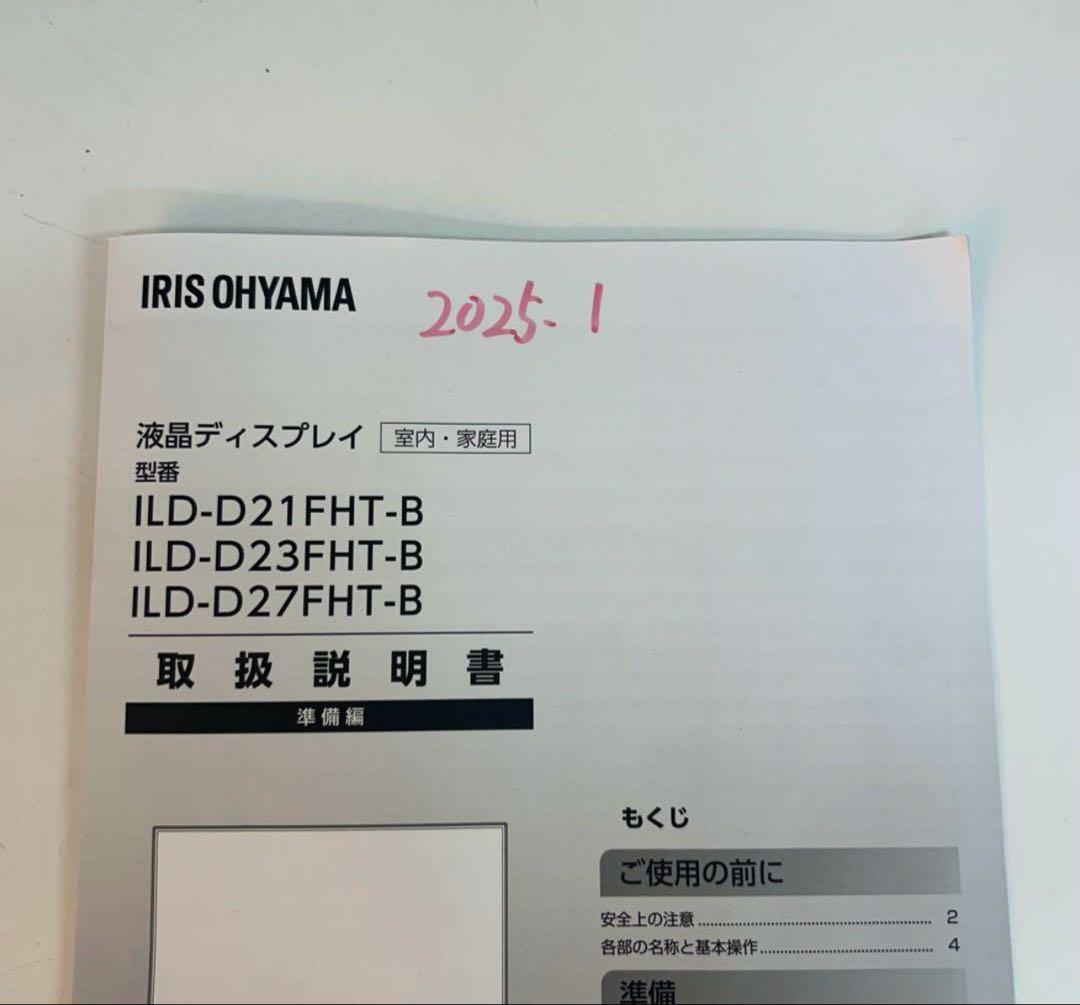 IRIS OHYAMA
2025.1
液晶ディスプレイ 室内・家庭用
型番
ILD-D21FHT-B
ILD-D23FHT-B
ILD-D27FHT-B
取扱説明書
準備編
もくじ
ご使用の前に
安全上の注意 2
各部の名称と基本操作 4
準備